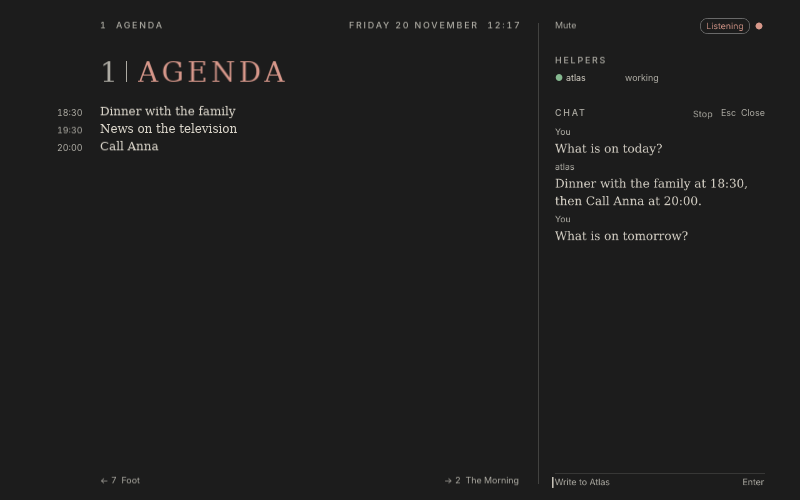 1 AGENDA
FRIDAY 20 NOVEMBER 12:17
1 AGENDA
18:30 Dinner with the family
19:30 News on the television
20:00 Call Anna
← 7 Foot
→ 2 The Morning
Mute
Listening
HELPERS
atlas working
CHAT Stop Esc Close
You
What is on today?
atlas
Dinner with the family at 18:30,
then Call Anna at 20:00.
You
What is on tomorrow?
Write to Atlas Enter